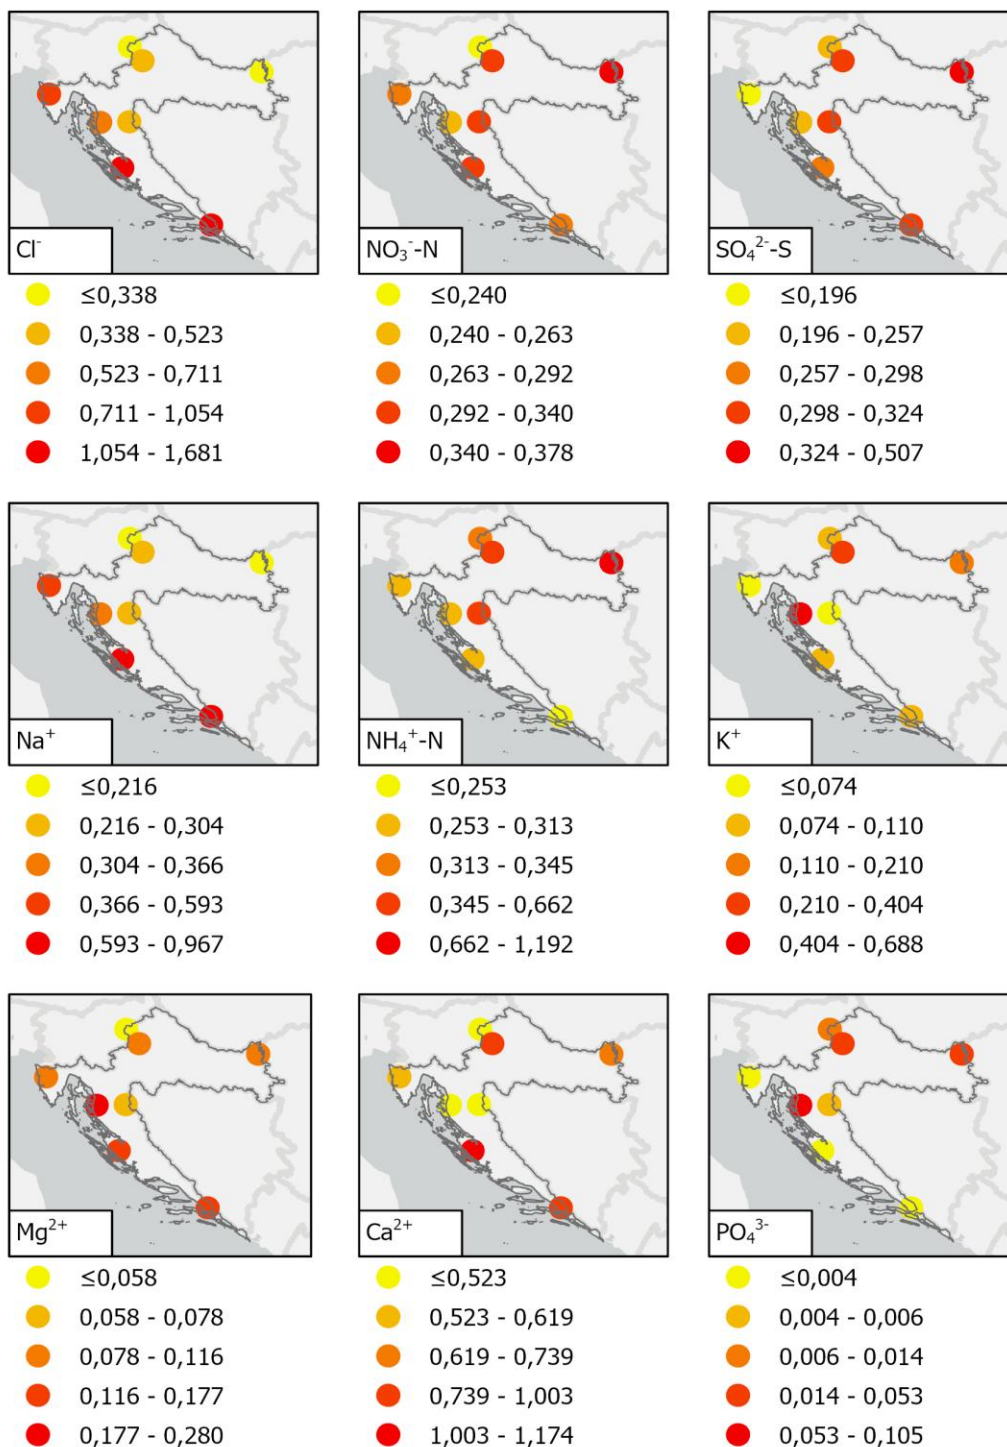 Cl⁻
≤0,338
0,338 - 0,523
0,523 - 0,711
0,711 - 1,054
1,054 - 1,681
NO₃⁻-N
≤0,240
0,240 - 0,263
0,263 - 0,292
0,292 - 0,340
0,340 - 0,378
SO₄²⁻-S
≤0,196
0,196 - 0,257
0,257 - 0,298
0,298 - 0,324
0,324 - 0,507
Na⁺
≤0,216
0,216 - 0,304
0,304 - 0,366
0,366 - 0,593
0,593 - 0,967
NH₄⁺-N
≤0,253
0,253 - 0,313
0,313 - 0,345
0,345 - 0,662
0,662 - 1,192
K⁺
≤0,074
0,074 - 0,110
0,110 - 0,210
0,210 - 0,404
0,404 - 0,688
Mg²⁺
≤0,058
0,058 - 0,078
0,078 - 0,116
0,116 - 0,177
0,177 - 0,280
Ca²⁺
≤0,523
0,523 - 0,619
0,619 - 0,739
0,739 - 1,003
1,003 - 1,174
PO₄³⁻
≤0,004
0,004 - 0,006
0,006 - 0,014
0,014 - 0,053
0,053 - 0,105